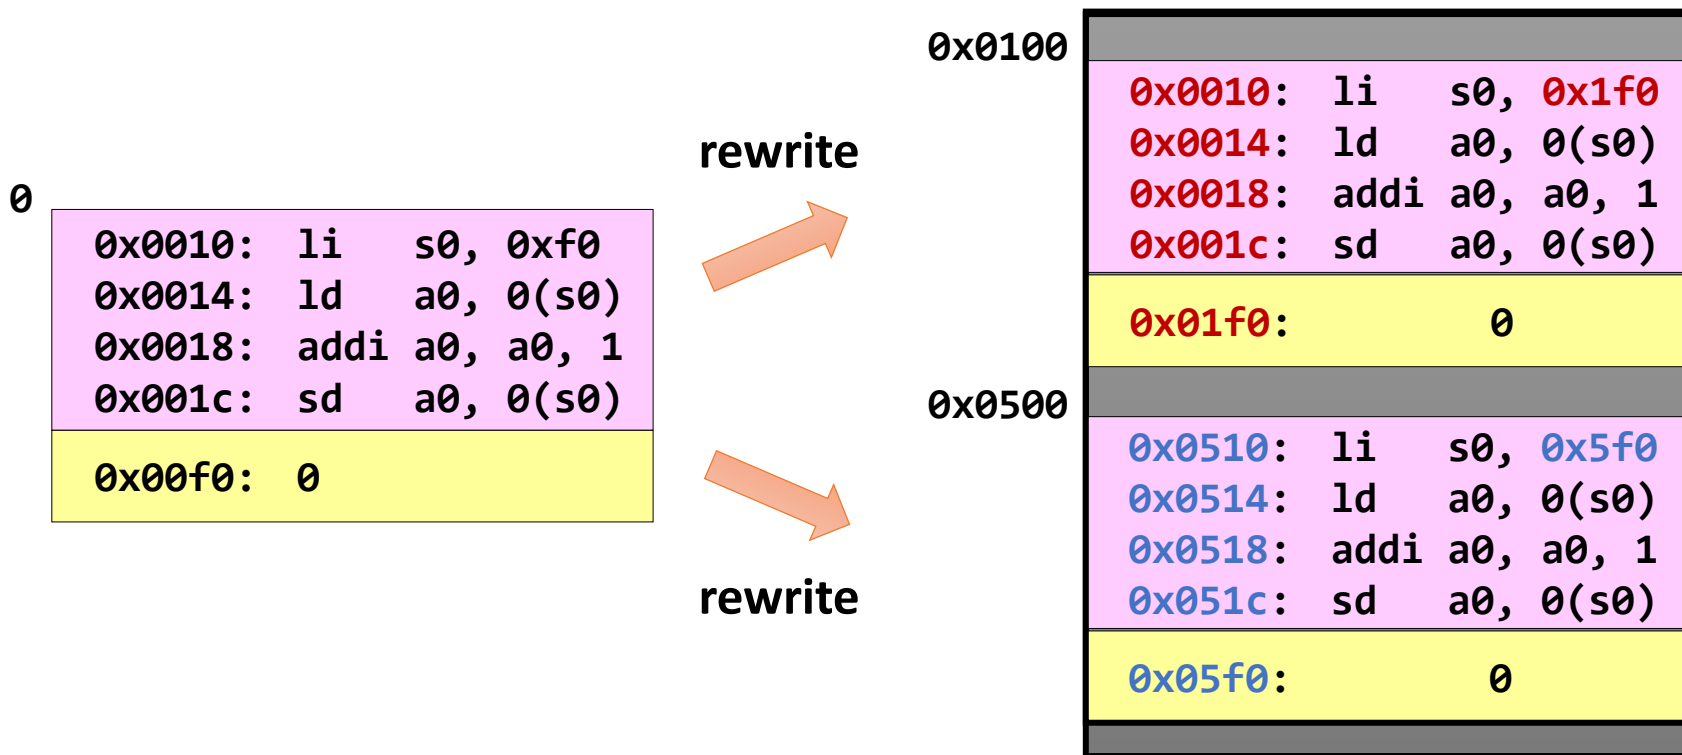 0
0x0010: li s0, 0xf0
0x0014: ld a0, 0(s0)
0x0018: addi a0, a0, 1
0x001c: sd a0, 0(s0)
0x00f0: 0
rewrite
rewrite
0x0100
0x0010: li s0, 0x1f0
0x0014: ld a0, 0(s0)
0x0018: addi a0, a0, 1
0x001c: sd a0, 0(s0)
0x01f0: 0
0x0500
0x0510: li s0, 0x5f0
0x0514: ld a0, 0(s0)
0x0518: addi a0, a0, 1
0x051c: sd a0, 0(s0)
0x05f0: 0